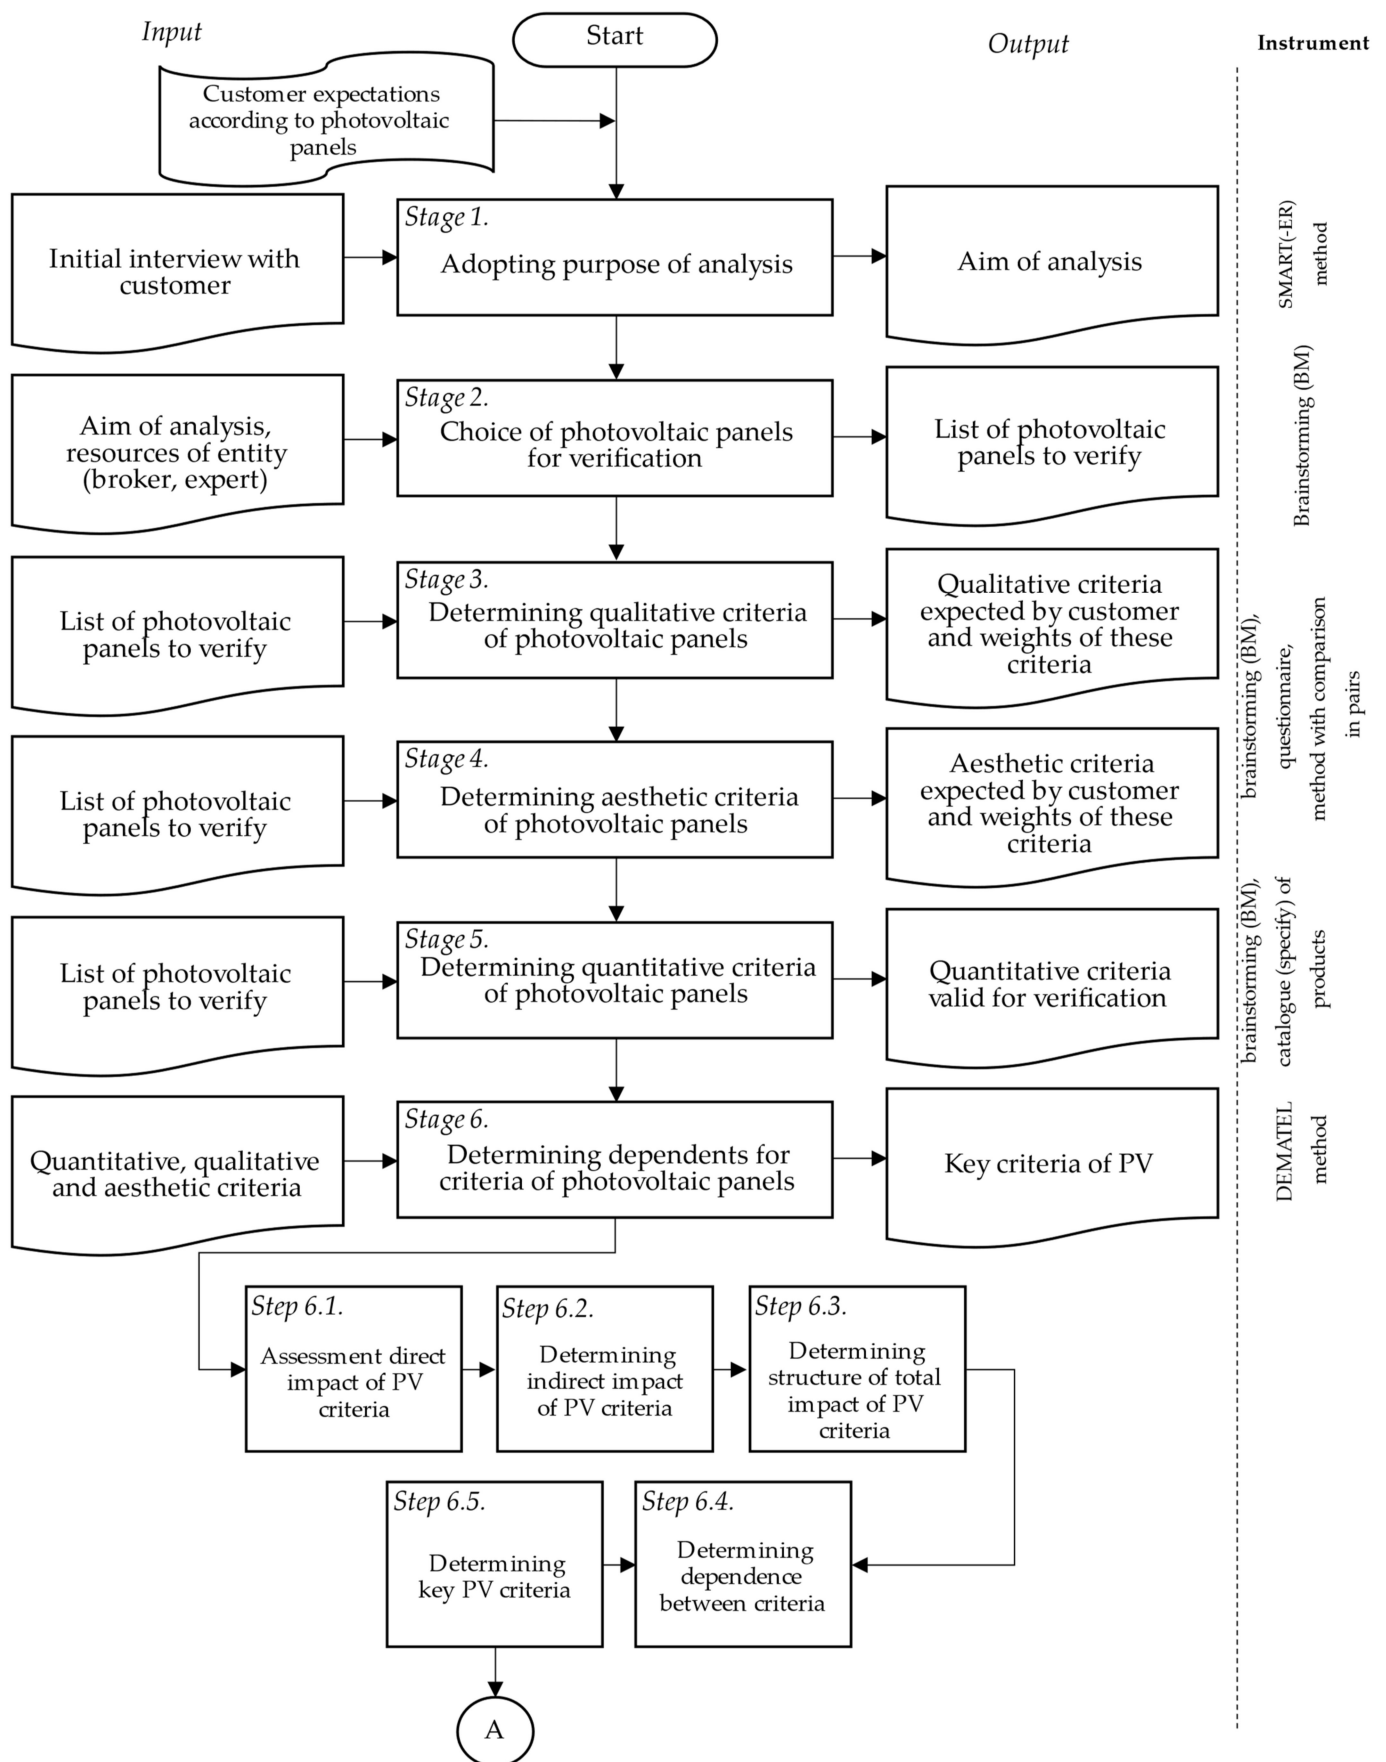 Input
Start
Output
Instrument
Customer expectations
according to photovoltaic
panels
Initial interview with
customer
Stage 1.
Adopting purpose of analysis
Aim of analysis
SMART(-ER)
method
Aim of analysis,
resources of entity
(broker, expert)
Stage 2.
Choice of photovoltaic panels
for verification
List of photovoltaic
panels to verify
Brainstorming (BM)
List of photovoltaic
panels to verify
Stage 3.
Determining qualitative criteria
of photovoltaic panels
Qualitative criteria
expected by customer
and weights of these
criteria
brainstorming (BM),
questionnaire,
method with comparison
in pairs
List of photovoltaic
panels to verify
Stage 4.
Determining aesthetic criteria
of photovoltaic panels
Aesthetic criteria
expected by customer
and weights of these
criteria
List of photovoltaic
panels to verify
Stage 5.
Determining quantitative criteria
of photovoltaic panels
Quantitative criteria
valid for verification
brainstorming (BM),
catalogue (specify) of
products
Quantitative, qualitative
and aesthetic criteria
Stage 6.
Determining dependents for
criteria of photovoltaic panels
Key criteria of PV
DEMATEL
method
Step 6.1.
Assessment direct
impact of PV
criteria
Step 6.2.
Determining
indirect impact
of PV criteria
Step 6.3.
Determining
structure of total
impact of PV
criteria
Step 6.5.
Determining
key PV criteria
Step 6.4.
Determining
dependence
between criteria
A